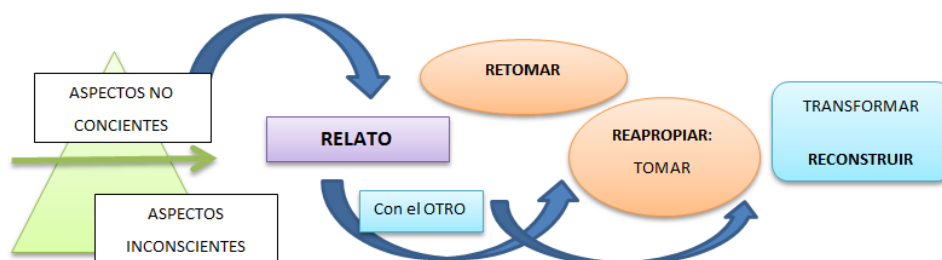 ASPECTOS NO
CONCIENTES
ASPECTOS
INCONSCIENTES
RELATO
Con el OTRO
RETOMAR
REAPROPIAR:
TOMAR
TRANSFORMAR
RECONSTRUIR